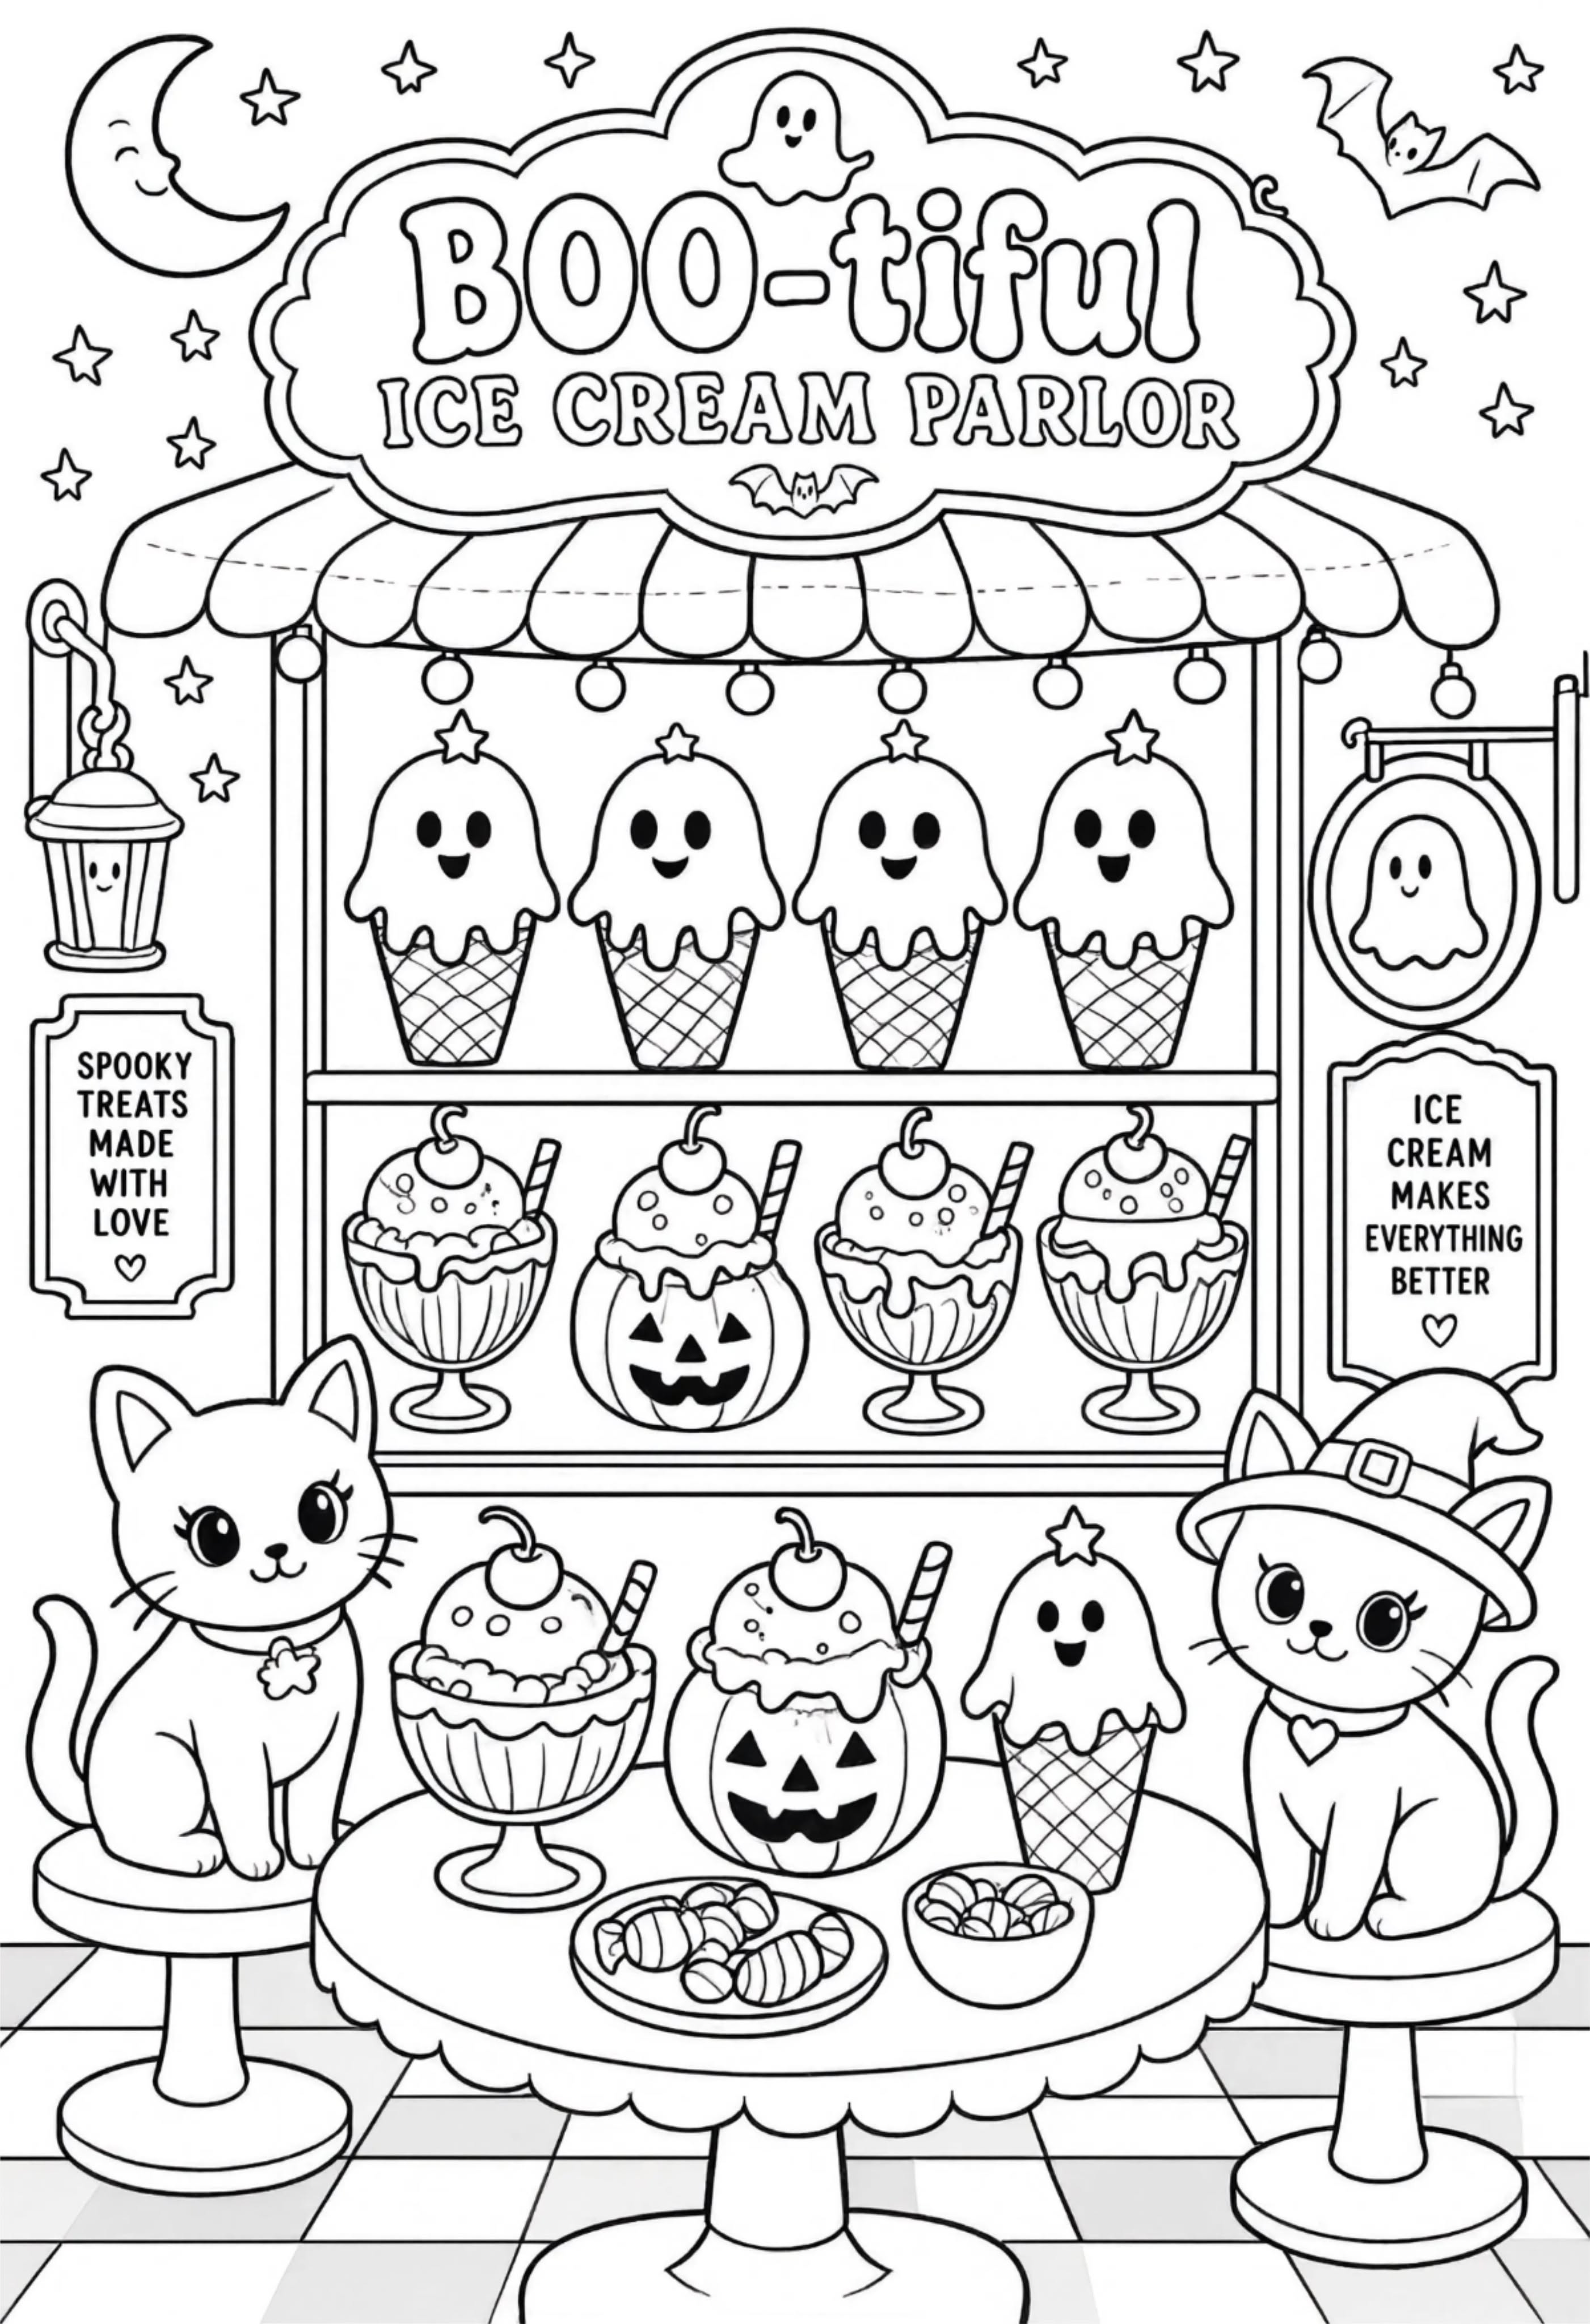 BOO-tiful
ICE CREAM PARLOR
SPOOKY
TREATS
MADE
WITH
LOVE
ICE
CREAM
MAKES
EVERYTHING
BETTER